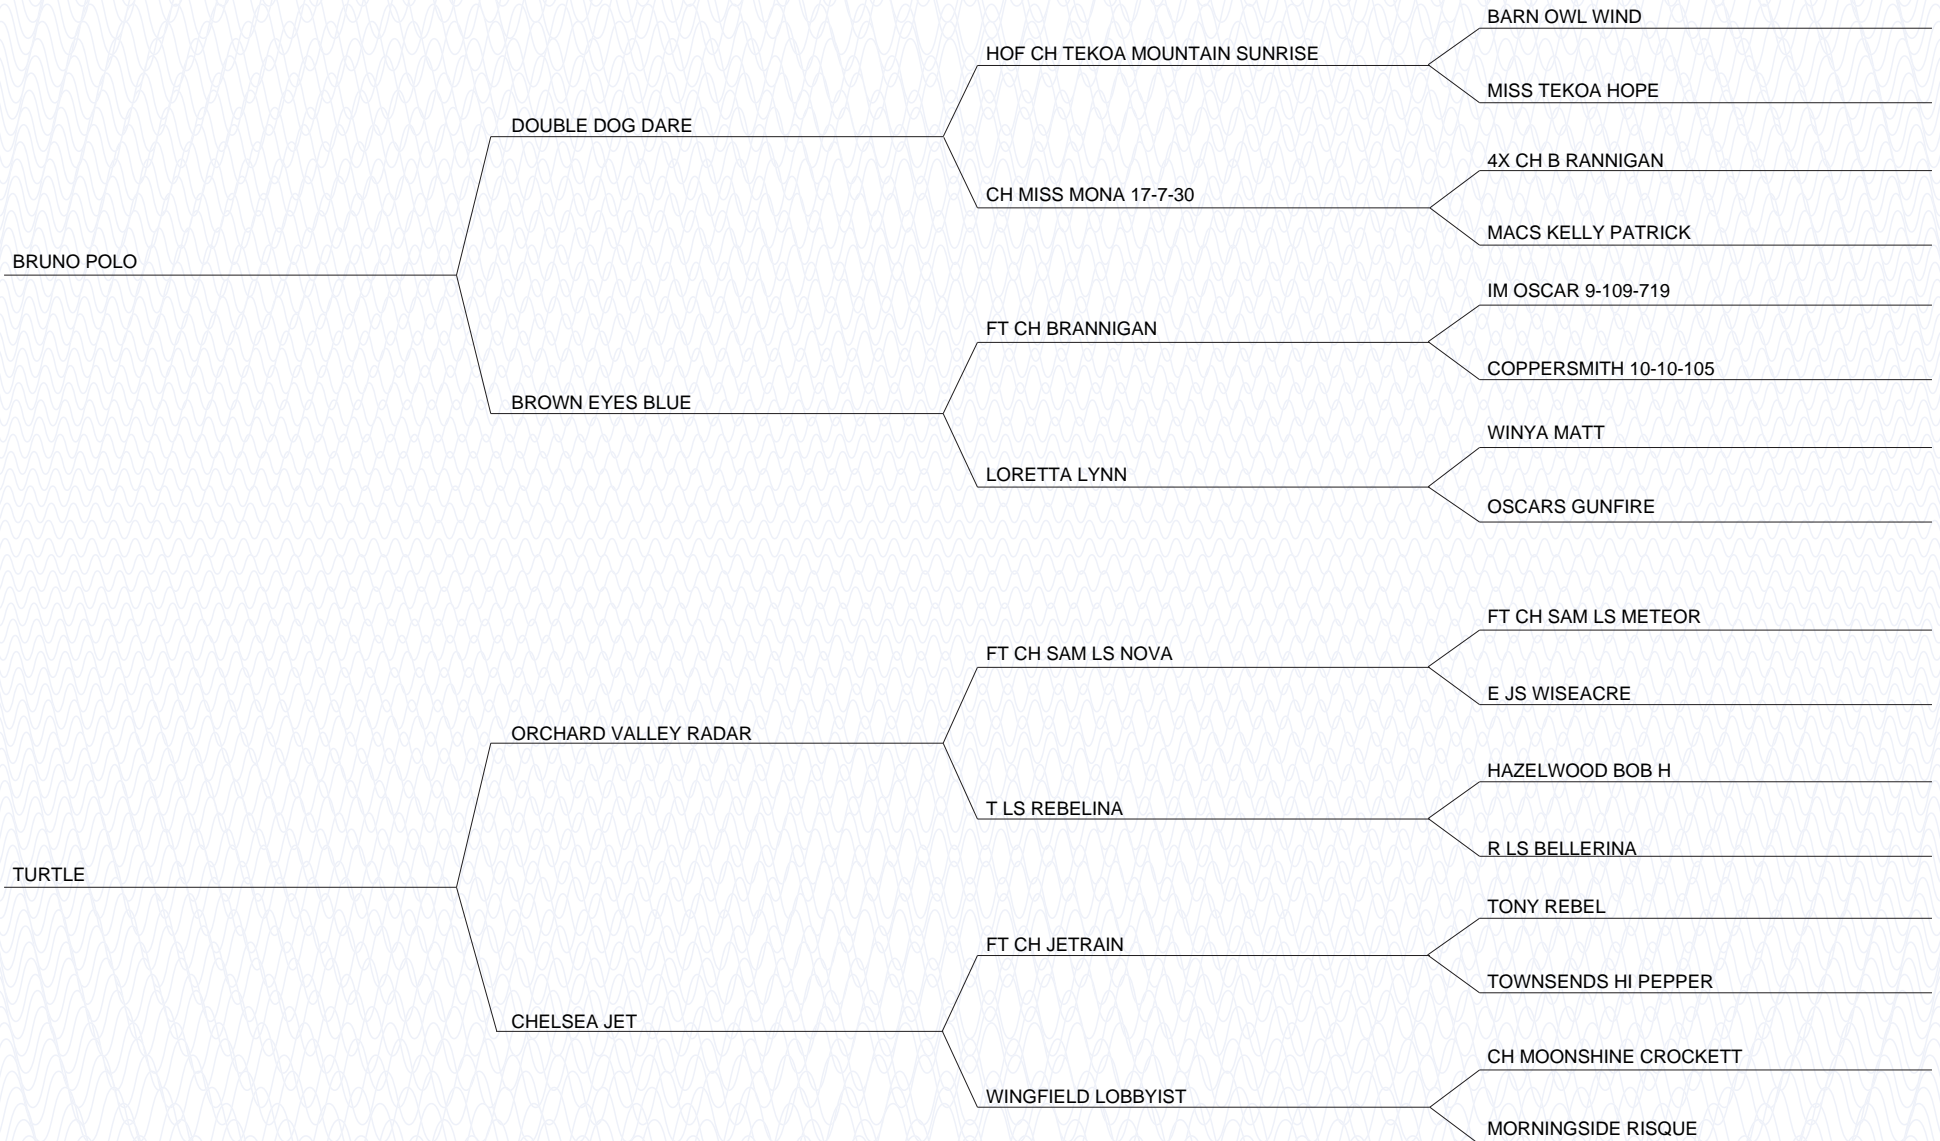 BRUNO POLO
DOUBLE DOG DARE
HOF CH TEKOA MOUNTAIN SUNRISE
BARN OWL WIND
MISS TEKOA HOPE
CH MISS MONA 17-7-30
4X CH B RANNIGAN
MACS KELLY PATRICK
BROWN EYES BLUE
FT CH BRANNIGAN
IM OSCAR 9-109-719
COPPERSMITH 10-10-105
LORETTA LYNN
WINYA MATT
OSCARS GUNFIRE
TURTLE
ORCHARD VALLEY RADAR
FT CH SAM LS NOVA
FT CH SAM LS METEOR
E JS WISEACRE
T LS REBELINA
HAZELWOOD BOB H
R LS BELLERINA
CHELSEA JET
FT CH JETRAIN
TONY REBEL
TOWNSENDS HI PEPPER
WINGFIELD LOBBYIST
CH MOONSHINE CROCKETT
MORNINGSIDE RISQUE